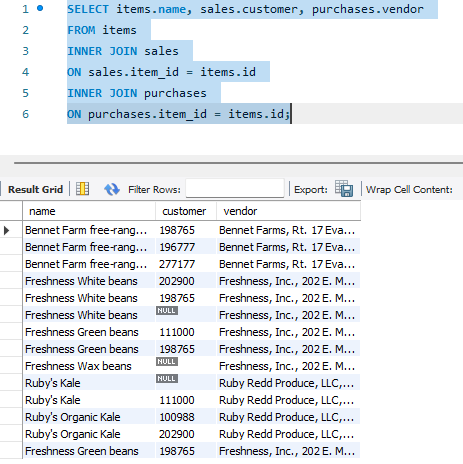 1 SELECT items.name, sales.customer, purchases.vendor
2 FROM items
3 INNER JOIN sales
4 ON sales.item_id = items.id
5 INNER JOIN purchases
6 ON purchases.item_id = items.id;
Result Grid Filter Rows: Export: Wrap Cell Content:
name customer vendor
Bennet Farm free-rang... 198765 Bennet Farms, Rt. 17 Eva...
Bennet Farm free-rang... 196777 Bennet Farms, Rt. 17 Eva...
Bennet Farm free-rang... 277177 Bennet Farms, Rt. 17 Eva...
Freshness White beans 202900 Freshness, Inc., 202 E. M...
Freshness White beans 198765 Freshness, Inc., 202 E. M...
Freshness White beans NULL Freshness, Inc., 202 E. M...
Freshness Green beans 111000 Freshness, Inc., 202 E. M...
Freshness Green beans 198765 Freshness, Inc., 202 E. M...
Freshness Wax beans NULL Freshness, Inc., 202 E. M...
Ruby's Kale NULL Ruby Redd Produce, LLC,...
Ruby's Kale 111000 Ruby Redd Produce, LLC,...
Ruby's Organic Kale 100988 Ruby Redd Produce, LLC,...
Ruby's Organic Kale 202900 Ruby Redd Produce, LLC,...
Freshness Green beans 198765 Freshness, Inc., 202 E. M...